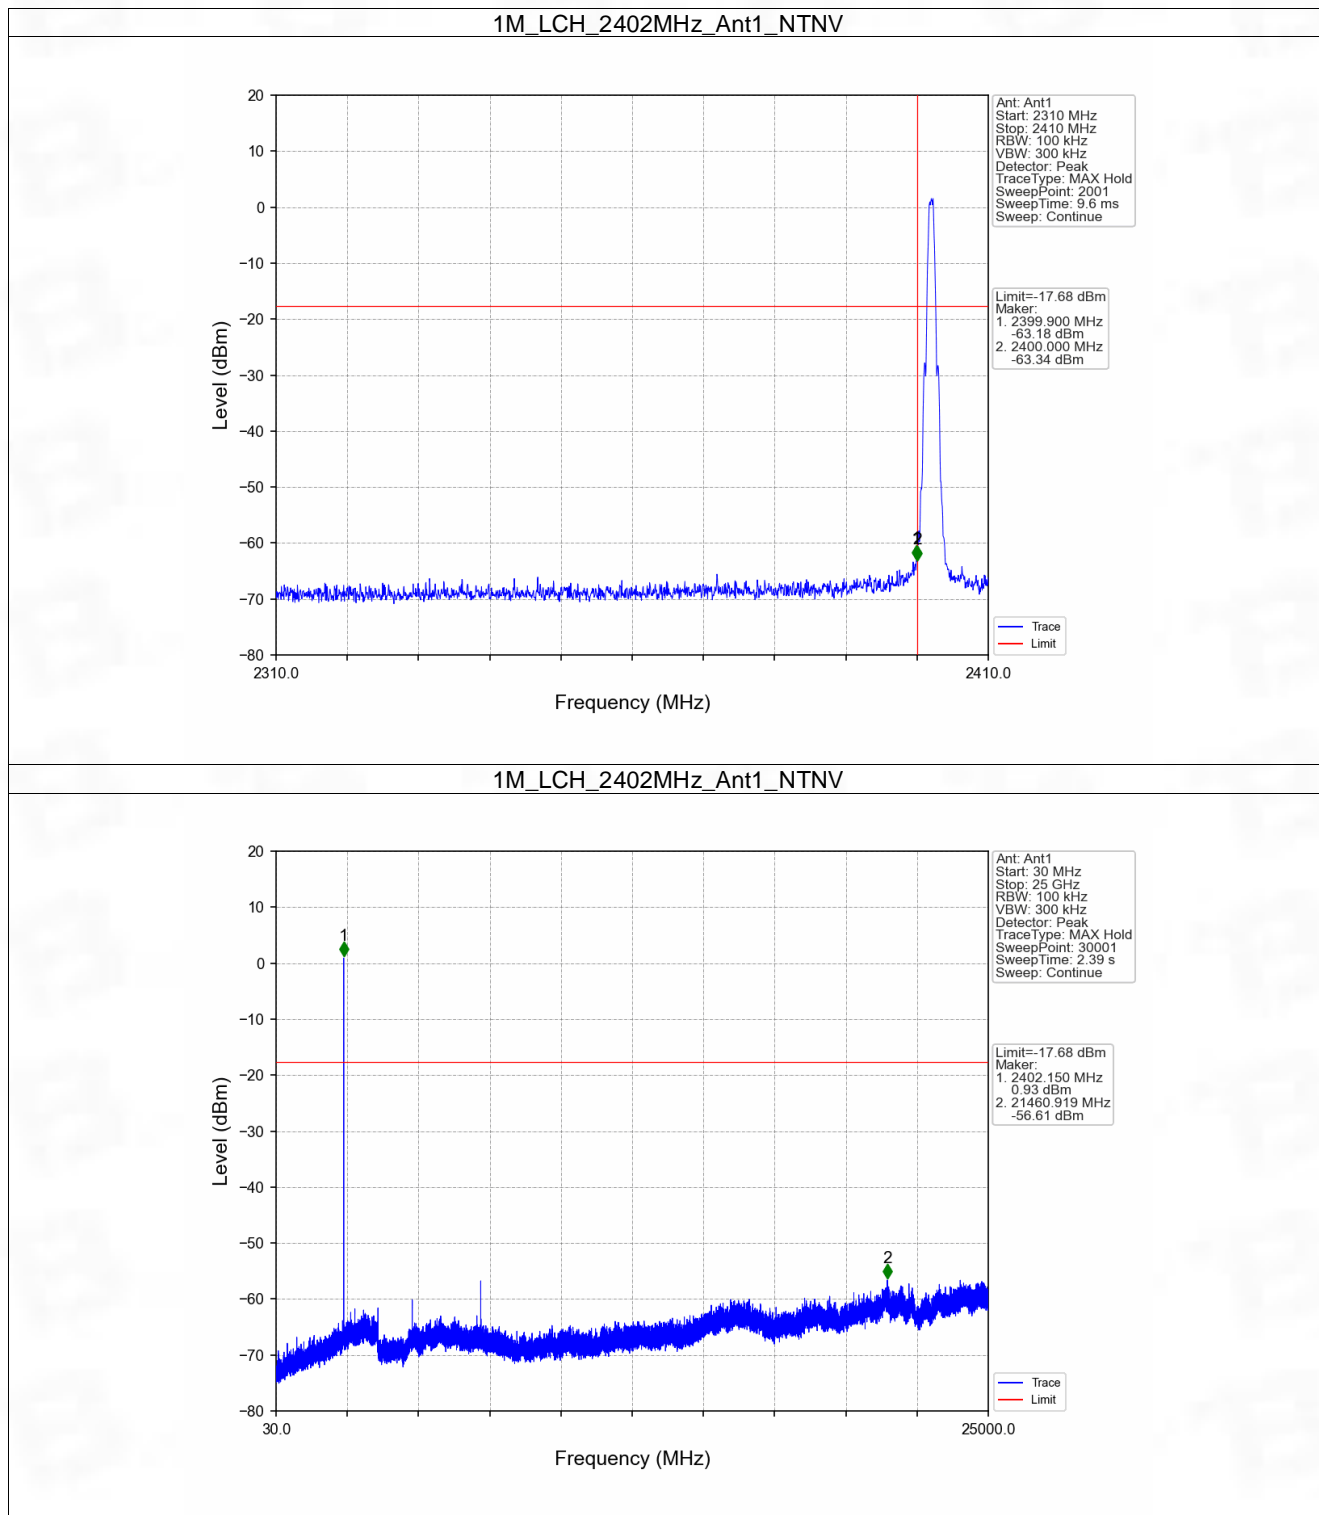 1M_LCH_2402MHz_Ant1_NTNV
20
10
0
−10
−20
−30
−40
−50
−60
−70
−80
Level (dBm)
2310.0
2410.0
Frequency (MHz)
2
Ant: Ant1
Start: 2310 MHz
Stop: 2410 MHz
RBW: 100 kHz
VBW: 300 kHz
Detector: Peak
TraceType: MAX Hold
SweepPoint: 2001
SweepTime: 9.6 ms
Sweep: Continue
Limit=-17.68 dBm
Maker:
1. 2399.900 MHz
-63.18 dBm
2. 2400.000 MHz
-63.34 dBm
Trace
Limit
1M_LCH_2402MHz_Ant1_NTNV
20
10
0
−10
−20
−30
−40
−50
−60
−70
−80
Level (dBm)
30.0
25000.0
Frequency (MHz)
1
2
Ant: Ant1
Start: 30 MHz
Stop: 25 GHz
RBW: 100 kHz
VBW: 300 kHz
Detector: Peak
TraceType: MAX Hold
SweepPoint: 30001
SweepTime: 2.39 s
Sweep: Continue
Limit=-17.68 dBm
Maker:
1. 2402.150 MHz
0.93 dBm
2. 21460.919 MHz
-56.61 dBm
Trace
Limit